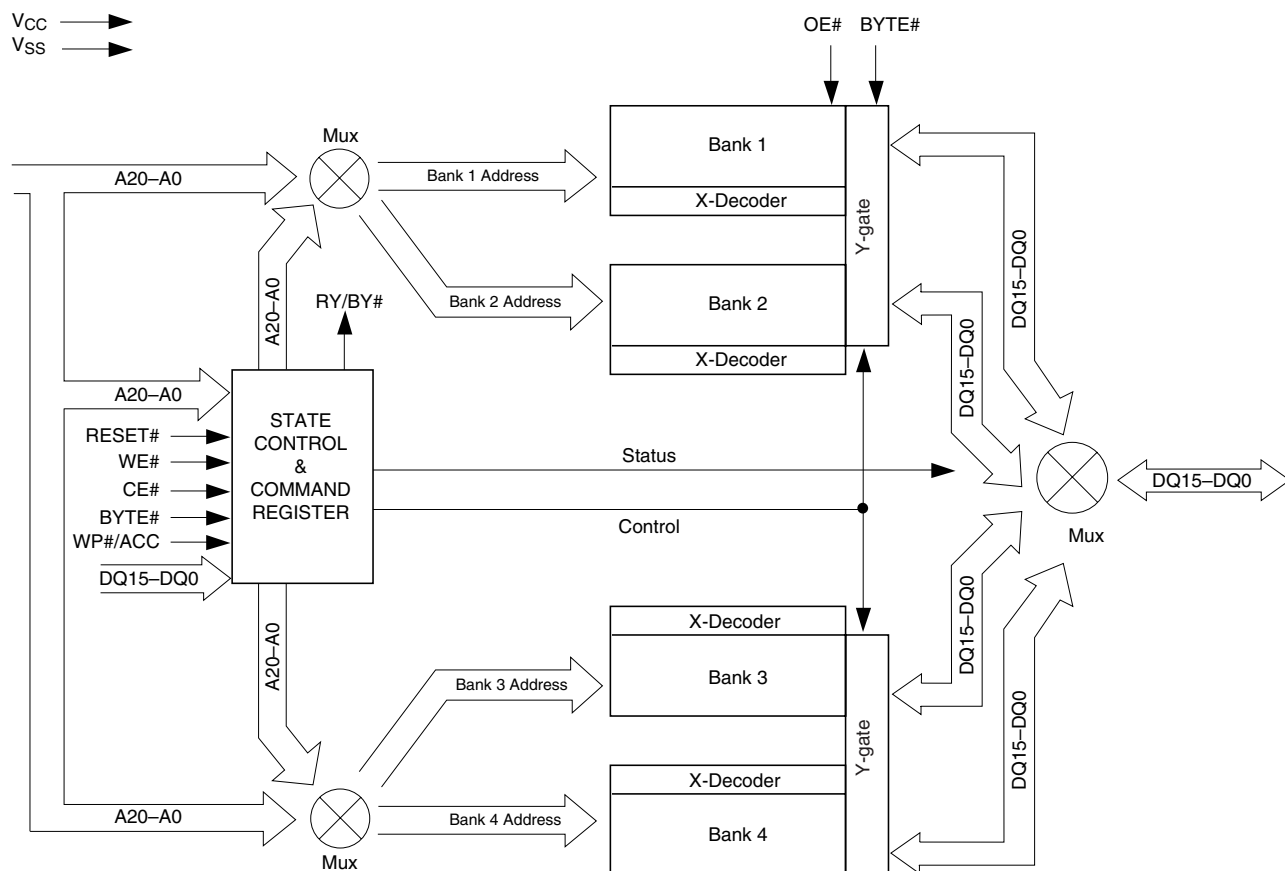 VCC
VSS
OE# BYTE#
Mux
A20–A0
Bank 1 Address
Bank 1
X-Decoder
Y-gate
DQ15–DQ0
A20–A0
RY/BY#
Bank 2 Address
Bank 2
X-Decoder
DQ15–DQ0
A20–A0
RESET#
WE#
CE#
BYTE#
WP#/ACC
DQ15–DQ0
STATE
CONTROL
&
COMMAND
REGISTER
Status
Control
Mux
DQ15–DQ0
A20–A0
Bank 3 Address
X-Decoder
Bank 3
Y-gate
DQ15–DQ0
DQ15–DQ0
A20–A0
Mux
Bank 4 Address
X-Decoder
Bank 4